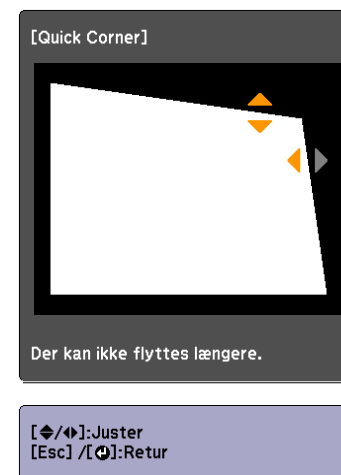 [Quick Corner]
Der kan ikke flyttes længere.
[◆/◆]:Juster
[Esc] /[⏎]:Retur